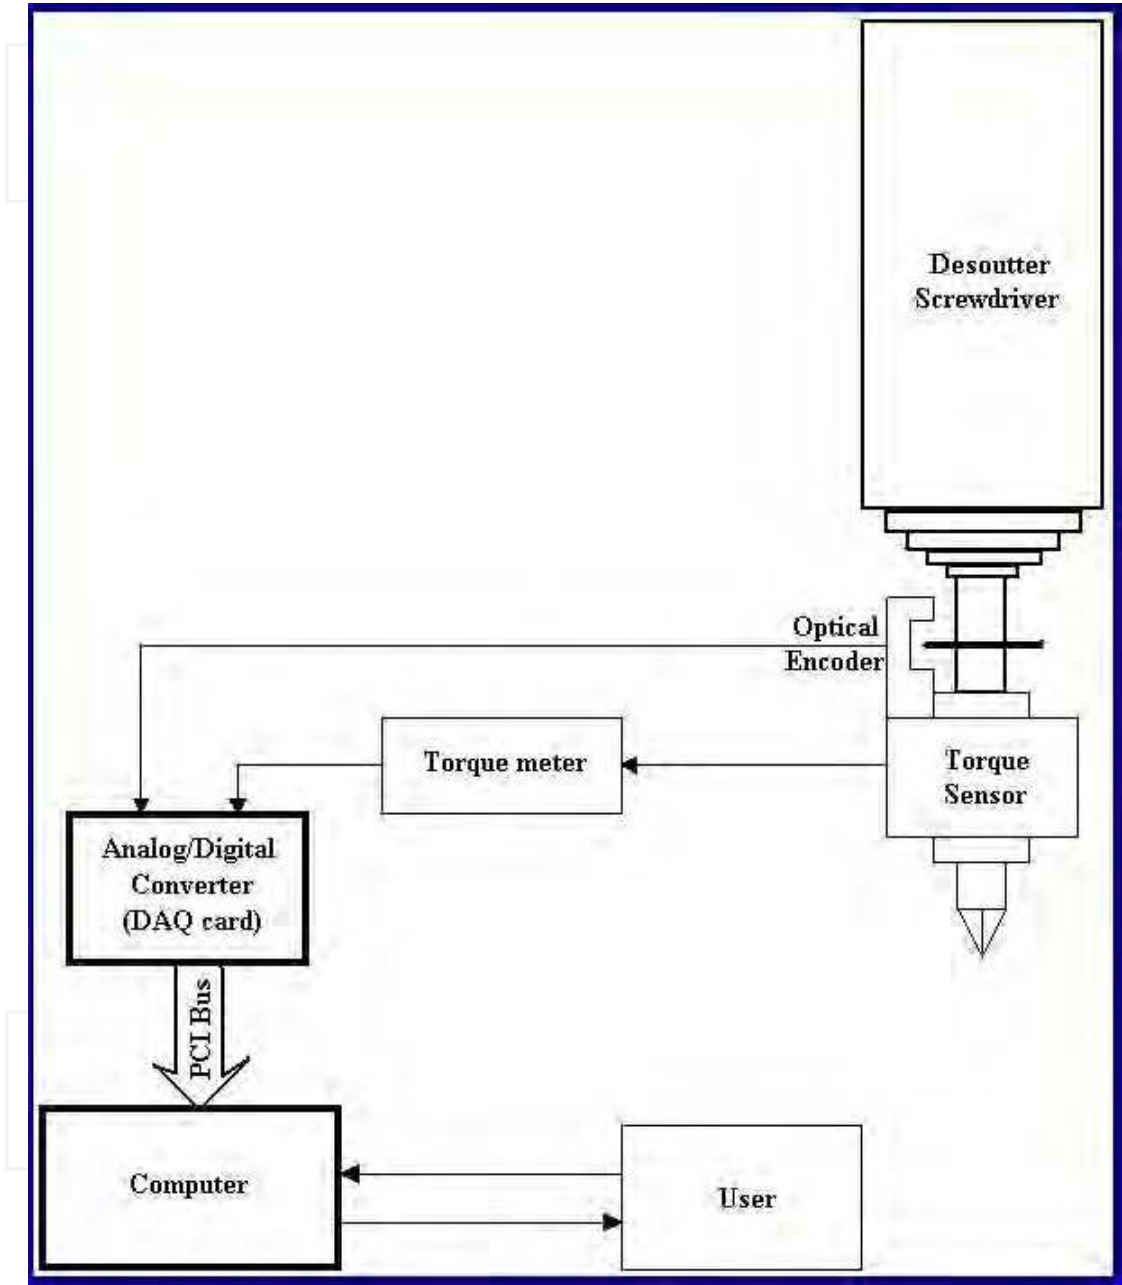 Desoutter
Screwdriver
Optical
Encoder
Torque meter
Torque
Sensor
Analog/Digital
Converter
(DAQ card)
PCI Bus
Computer
User